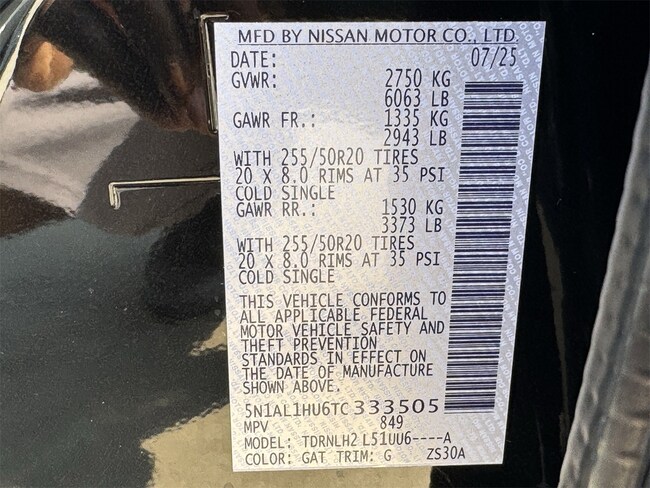 MFD BY NISSAN MOTOR CO., LTD.
DATE: 07/25
GVWR: 2750 KG
6063 LB
GAWR FR.: 1335 KG
2943 LB
WITH 255/50R20 TIRES
20 X 8.0 RIMS AT 35 PSI
COLD SINGLE
GAWR RR.: 1530 KG
3373 LB
WITH 255/50R20 TIRES
20 X 8.0 RIMS AT 35 PSI
COLD SINGLE
THIS VEHICLE CONFORMS TO
ALL APPLICABLE FEDERAL
MOTOR VEHICLE SAFETY AND
THEFT PREVENTION
STANDARDS IN EFFECT ON
THE DATE OF MANUFACTURE
SHOWN ABOVE.
5N1AL1HU6TC333505
MPV 849
MODEL: TDRNLH2 L51UU6----A
COLOR: GAT TRIM: G ZS30A